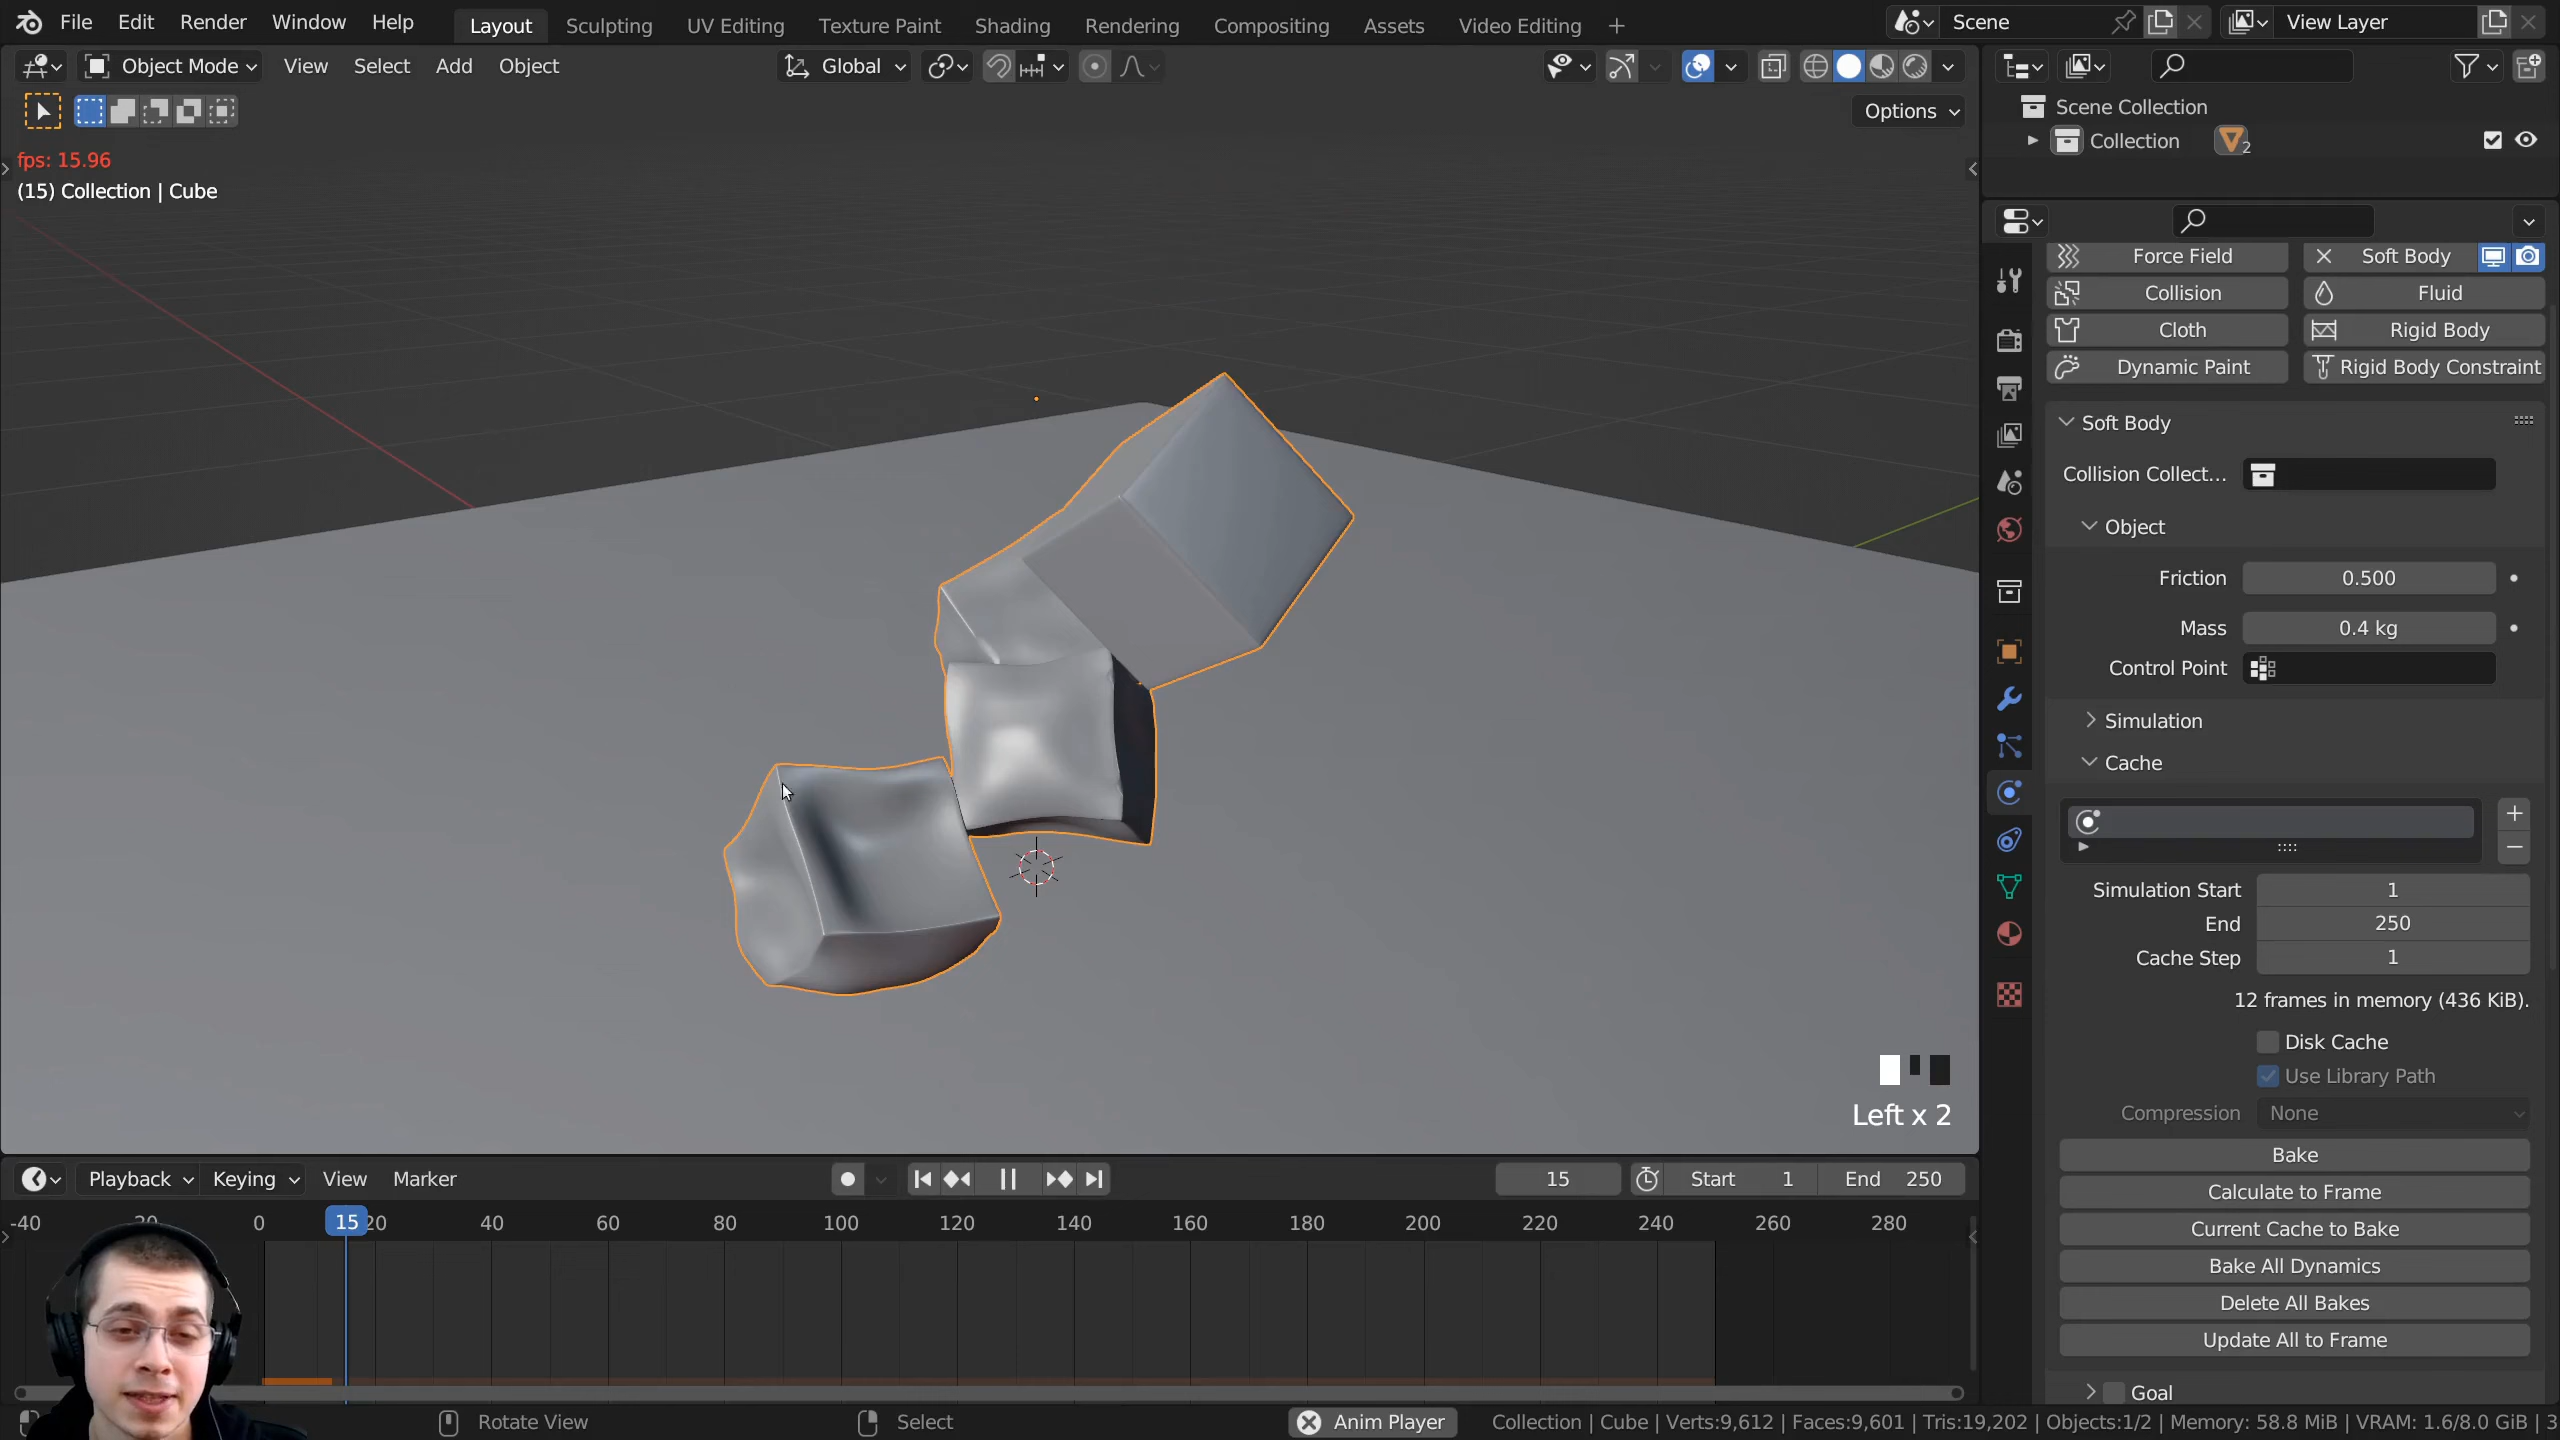 File Edit Render Window Help Layout Sculpting UV Editing Texture Paint Shading Modeling Rendering Compositing Assets Video Editing + Scene View Layer
Object Mode View Select Add Object Global
Options
fps: 15.96
(15) Collection | Cube
Scene Collection
Collection 2
Force Field Soft Body
Collision Fluid
Cloth Rigid Body
Dynamic Paint Rigid Body Constraint
Soft Body
Collision Collect...
Object
Friction 0.500
Mass 0.4 kg
Control Point
Simulation
Cache
Simulation Start 1
End 250
Cache Step 1
12 frames in memory (436 KiB).
Disk Cache
Use Library Path
Compression None
Bake
Calculate to Frame
Current Cache to Bake
Bake All Dynamics
Delete All Bakes
Update All to Frame
Goal
Left x 2
Playback Keying View Marker 15 Start 1 End 250
-40 0 15 20 40 60 80 100 120 140 160 180 200 220 240 260 280
Rotate View Select Anim Player Collection | Cube | Verts:9,612 | Faces:9,601 | Tris:19,202 | Objects:1/2 | Memory: 58.8 MiB | VRAM: 1.6/8.0 GiB | 3